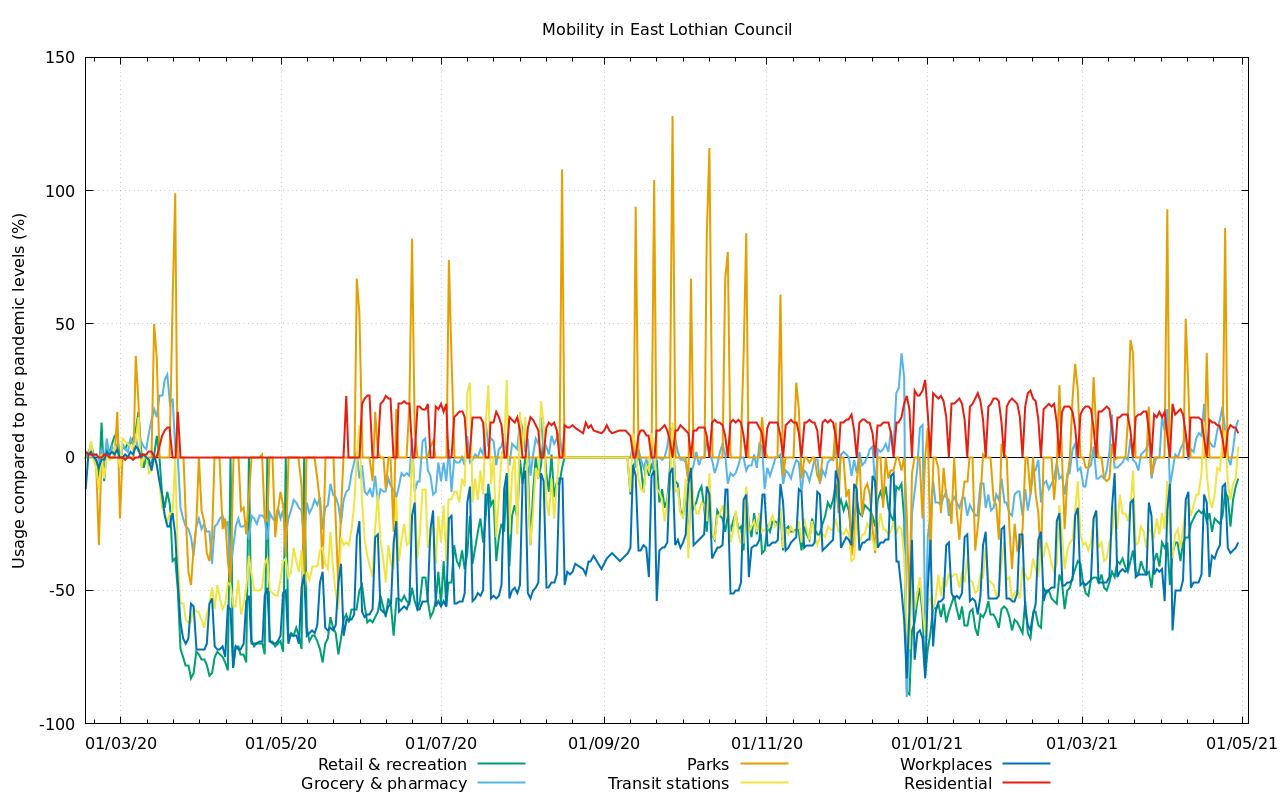 Mobility in East Lothian Council
Usage compared to pre pandemic levels (%)
150
100
50
0
-50
-100
01/03/20 01/05/20 01/07/20 01/09/20 01/11/20 01/01/21 01/03/21 01/05/21
Retail & recreation Parks Workplaces
Grocery & pharmacy Transit stations Residential